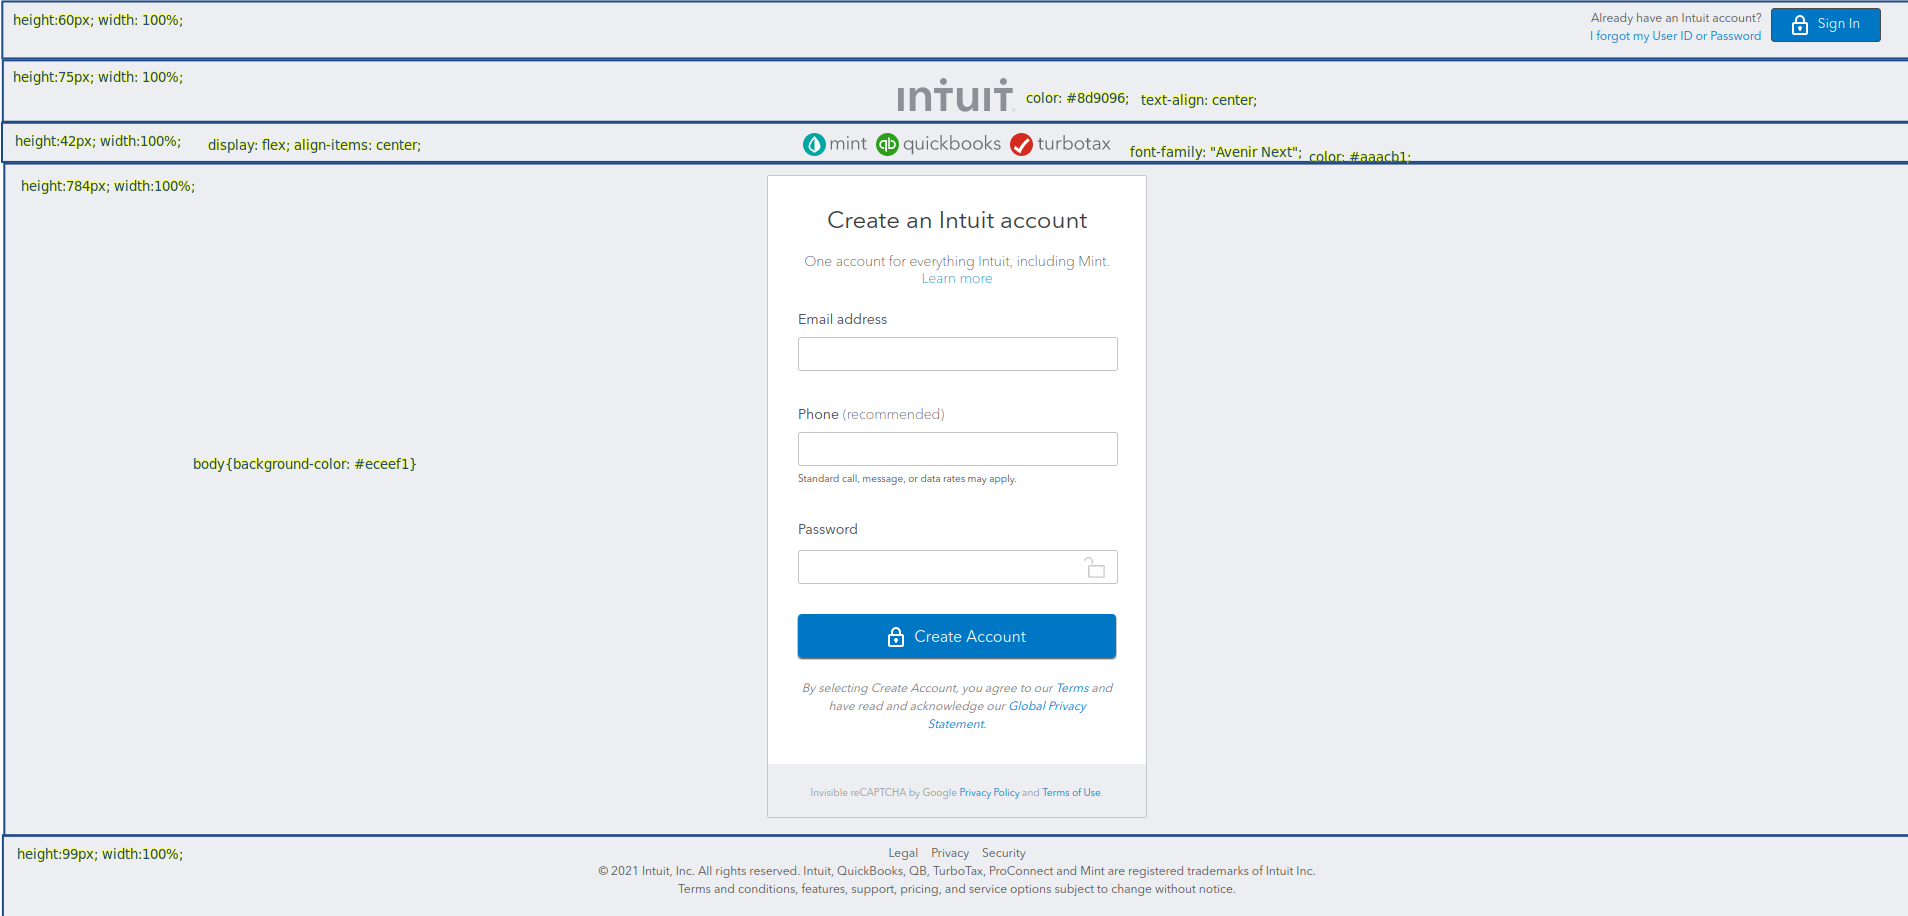 height:60px; width: 100%;
Already have an Intuit account?
I forgot my User ID or Password
Sign In
height:75px; width: 100%;
intuit
color: #8d9096;
text-align: center;
height:42px; width:100%;
display: flex; align-items: center;
mint
qb quickbooks
turbotax
font-family: "Avenir Next";
color: #aaacb1;
height:784px; width:100%;
Create an Intuit account
One account for everything Intuit, including Mint.
Learn more
Email address
Phone (recommended)
body{background-color: #eceef1}
Standard call, message, or data rates may apply.
Password
Create Account
By selecting Create Account, you agree to our Terms and
have read and acknowledge our Global Privacy
Statement.
Invisible reCAPTCHA by Google Privacy Policy and Terms of Use.
height:99px; width:100%;
Legal Privacy Security
© 2021 Intuit, Inc. All rights reserved. Intuit, QuickBooks, QB, TurboTax, ProConnect and Mint are registered trademarks of Intuit Inc.
Terms and conditions, features, support, pricing, and service options subject to change without notice.